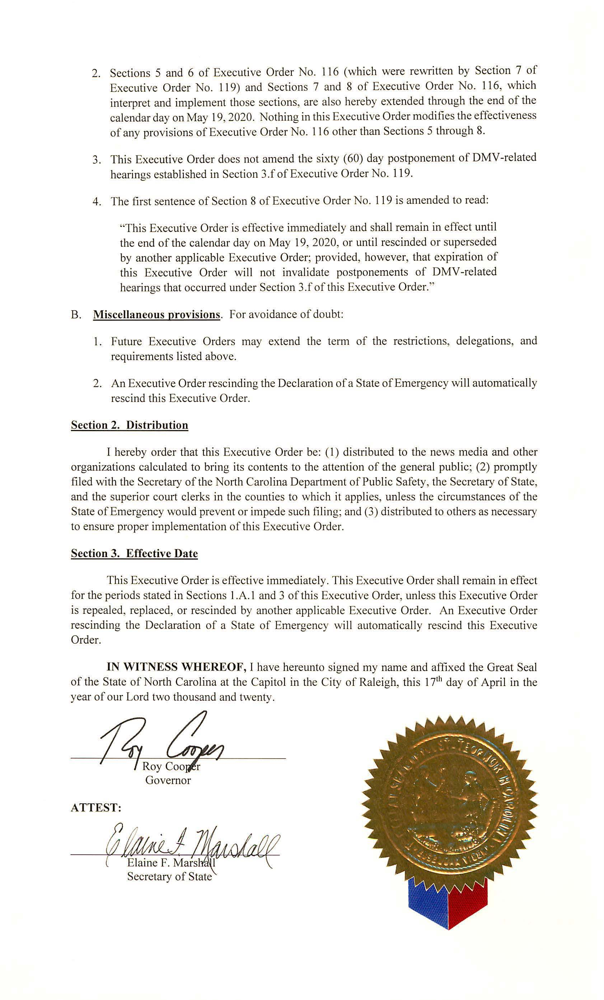 2. Sections 5 and 6 of Executive Order No. 116 (which were rewritten by Section 7 of
Executive Order No. 119) and Sections 7 and 8 of Executive Order No. 116, which
interpret and implement those sections, are also hereby extended through the end of the
calendar day on May 19, 2020. Nothing in this Executive Order modifies the effectiveness
of any provisions of Executive Order No. 116 other than Sections 5 through 8.
3. This Executive Order does not amend the sixty (60) day postponement of DMV-related
hearings established in Section 3.f of Executive Order No. 119.
4. The first sentence of Section 8 of Executive Order No. 119 is amended to read:
“This Executive Order is effective immediately and shall remain in effect until
the end of the calendar day on May 19, 2020, or until rescinded or superseded
by another applicable Executive Order; provided, however, that expiration of
this Executive Order will not invalidate postponements of DMV-related
hearings that occurred under Section 3.f of this Executive Order.”
B. Miscellaneous provisions. For avoidance of doubt:
1. Future Executive Orders may extend the term of the restrictions, delegations, and
requirements listed above.
2. An Executive Order rescinding the Declaration of a State of Emergency will automatically
rescind this Executive Order.
Section 2. Distribution
I hereby order that this Executive Order be: (1) distributed to the news media and other
organizations calculated to bring its contents to the attention of the general public; (2) promptly
filed with the Secretary of the North Carolina Department of Public Safety, the Secretary of State,
and the superior court clerks in the counties to which it applies, unless the circumstances of the
State of Emergency would prevent or impede such filing; and (3) distributed to others as necessary
to ensure proper implementation of this Executive Order.
Section 3. Effective Date
This Executive Order is effective immediately. This Executive Order shall remain in effect
for the periods stated in Sections 1.A.1 and 3 of this Executive Order, unless this Executive Order
is repealed, replaced, or rescinded by another applicable Executive Order. An Executive Order
rescinding the Declaration of a State of Emergency will automatically rescind this Executive
Order.
IN WITNESS WHEREOF, I have hereunto signed my name and affixed the Great Seal
of the State of North Carolina at the Capitol in the City of Raleigh, this 17th day of April in the
year of our Lord two thousand and twenty.
Roy Cooper
Roy Cooper
Governor
ATTEST:
Elaine F. Marshall
Elaine F. Marshall
Secretary of State
SEAL STATE OF NORTH CAROLINA